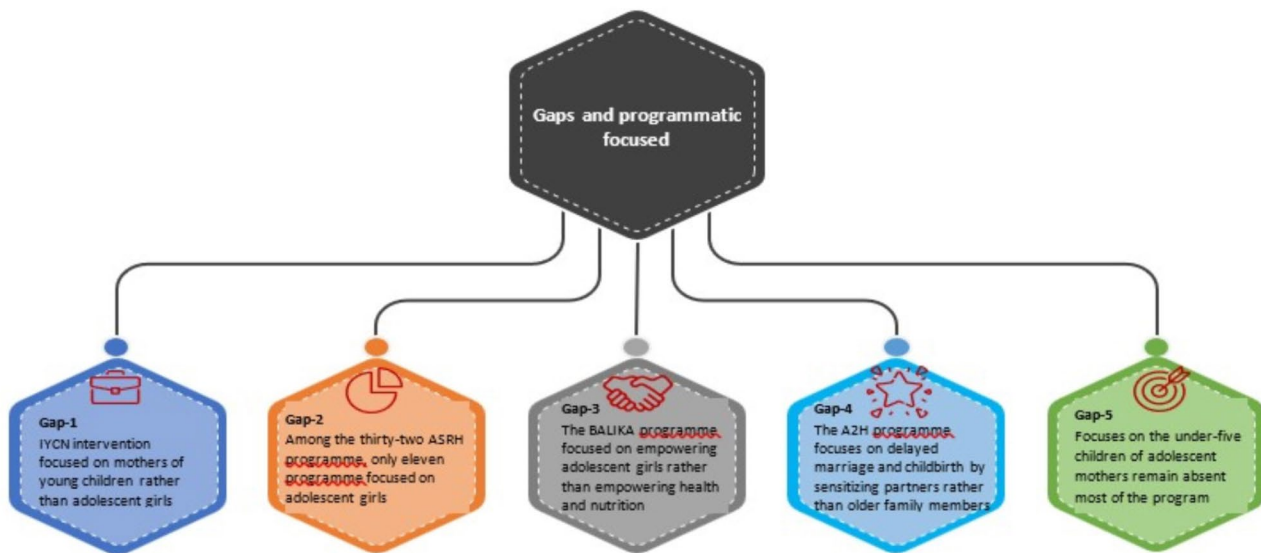 Gaps and programmatic
focused
Gap-1
IYCN intervention
focused on mothers of
young children rather
than adolescent girls
Gap-2
Among the thirty-two ASRH
programme, only eleven
programme focused on
adolescent girls
Gap-3
The BALIKA programme
focused on empowering
adolescent girls rather
than empowering health
and nutrition
Gap-4
The A2H programme
focuses on delayed
marriage and childbirth by
sensitizing partners rather
than older family members
Gap-5
Focuses on the under-five
children of adolescent
mothers remain absent
most of the program